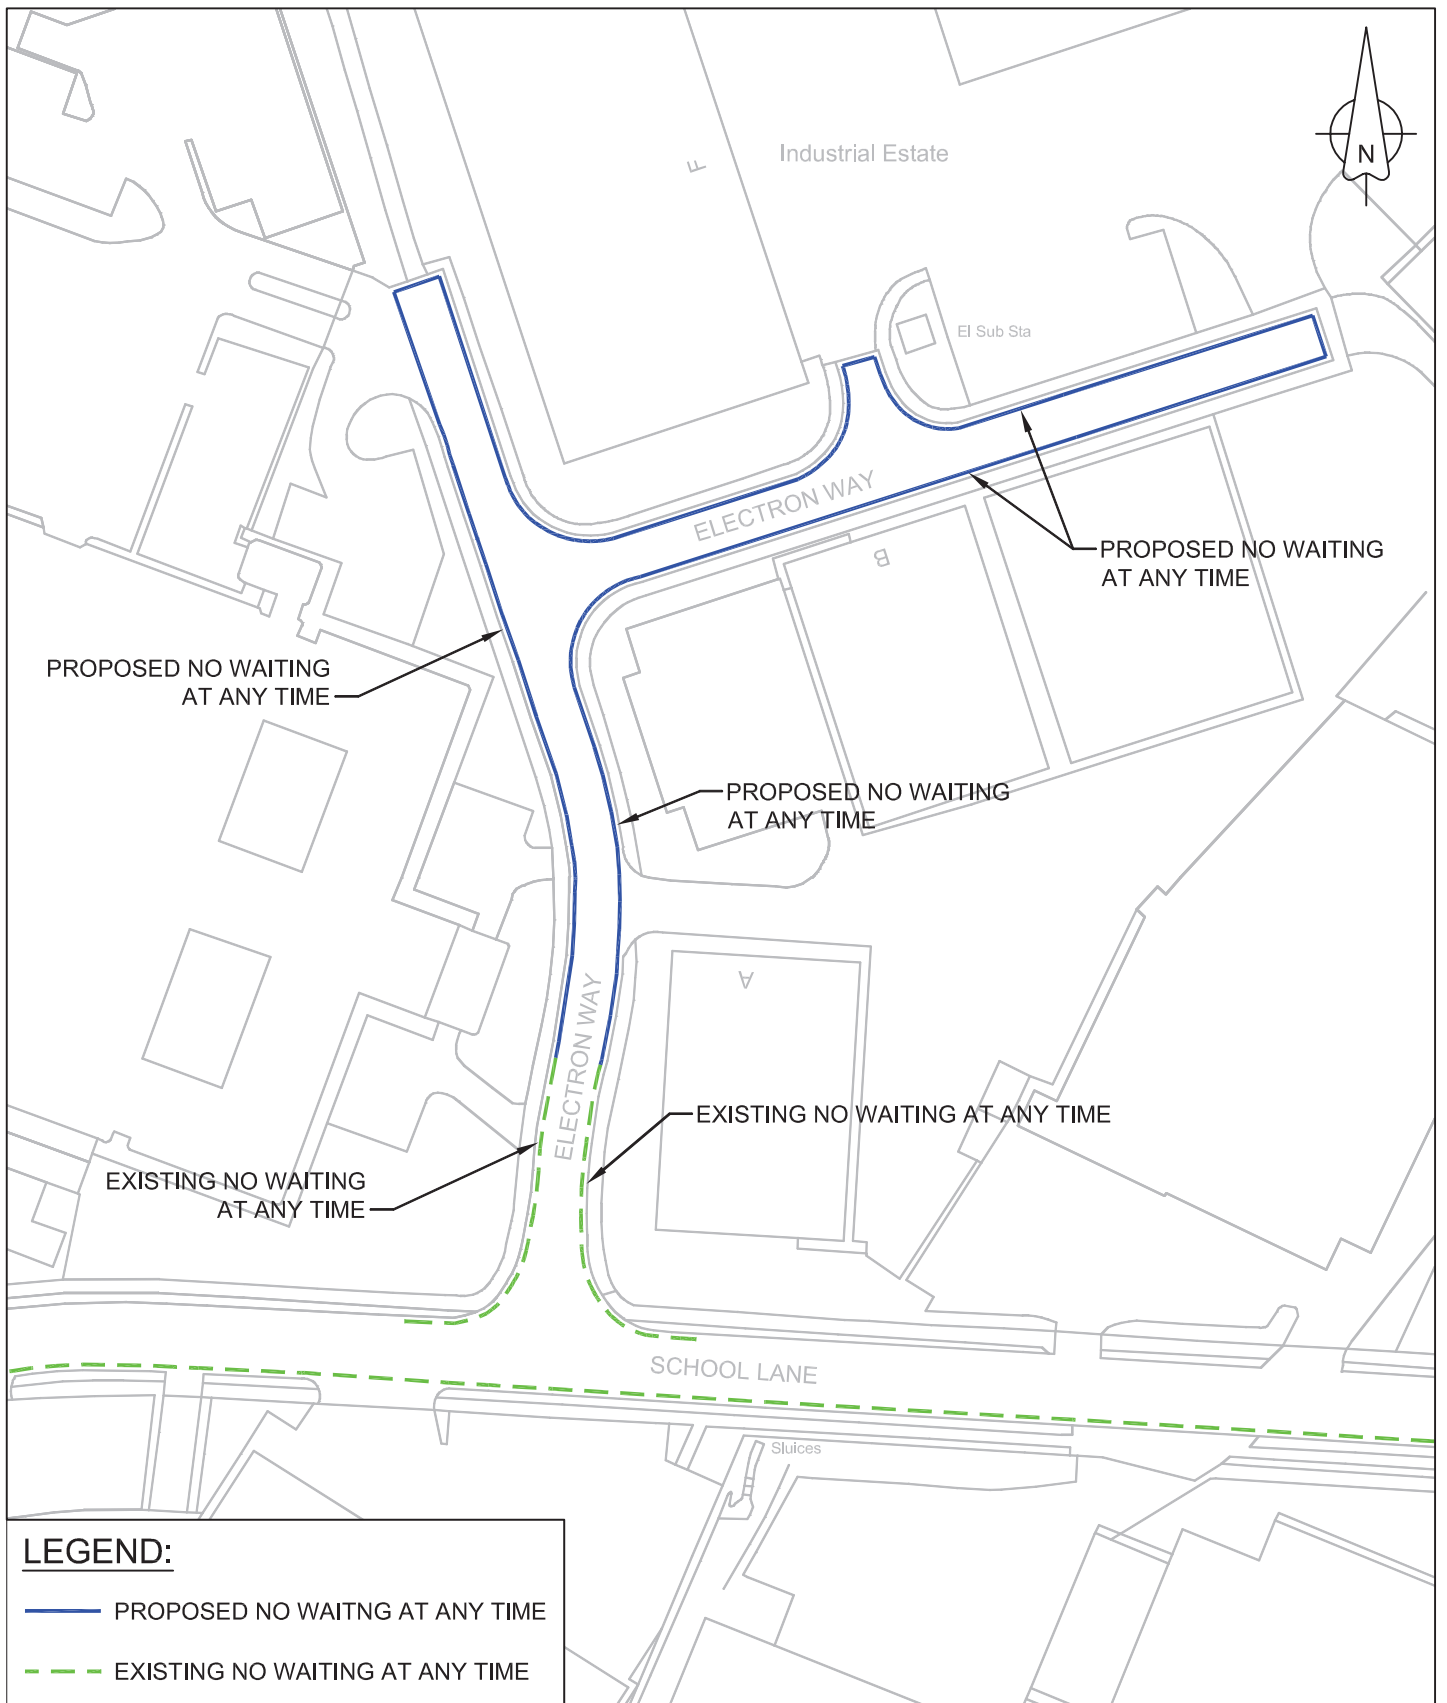 N
F
Industrial Estate
El Sub Sta
ELECTRON WAY
PROPOSED NO WAITING
AT ANY TIME
B
PROPOSED NO WAITING
AT ANY TIME
PROPOSED NO WAITING
AT ANY TIME
A
ELECTRON WAY
EXISTING NO WAITING AT ANY TIME
EXISTING NO WAITING
AT ANY TIME
SCHOOL LANE
Sluices
LEGEND:
PROPOSED NO WAITNG AT ANY TIME
EXISTING NO WAITING AT ANY TIME